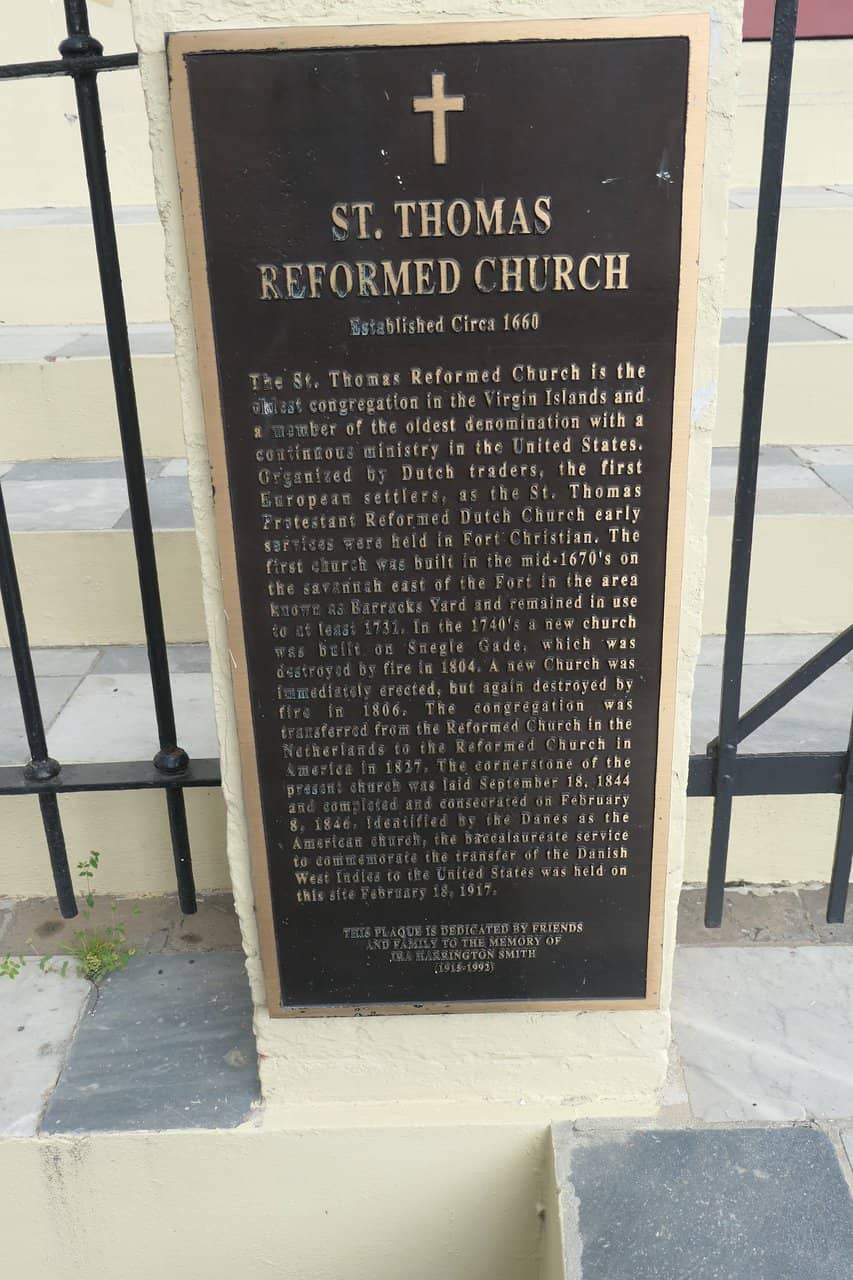 ST. THOMAS
REFORMED CHURCH
Established Circa 1660
The St. Thomas Reformed Church is the
oldest congregation in the Virgin Islands and
a member of the oldest denomination with a
continuous ministry in the United States.
Organized by Dutch traders, the first
European settlers, as the St. Thomas
Protestant Reformed Dutch Church early
services were held in Fort Christian. The
first church was built in the mid-1670's on
the savannah east of the Fort in the area
known as Barracks Yard and remained in use
to at least 1731. In the 1740's a new church
was built on Snegle Gade, which was
destroyed by fire in 1804. A new Church was
immediately erected, but again destroyed by
fire in 1806. The congregation was
transferred from the Reformed Church in the
Netherlands to the Reformed Church in
America in 1827. The cornerstone of the
present church was laid September 18, 1844
and completed and consecrated on February
8, 1846. Identified by the Danes as the
American church, the baccalaureate service
to commemorate the transfer of the Danish
West Indies to the United States was held on
this site February 18, 1917.
THIS PLAQUE IS DEDICATED BY FRIENDS
AND FAMILY TO THE MEMORY OF
IRA HARRINGTON SMITH
(1915-1992)